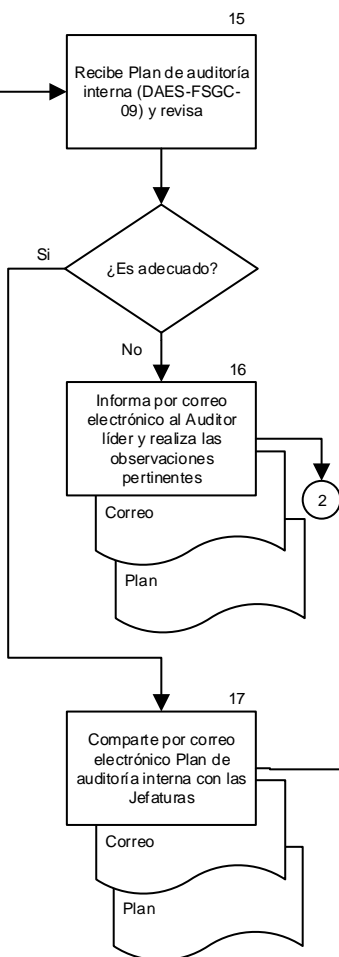 15
Recibe Plan de auditoría
interna (DAES-FSGC-
09) y revisa
Si
¿Es adecuado?
No
16
Informa por correo
electrónico al Auditor
líder y realiza las
observaciones
pertinentes
2
Correo
Plan
17
Comparte por correo
electrónico Plan de
auditoría interna con las
Jefaturas
Correo
Plan